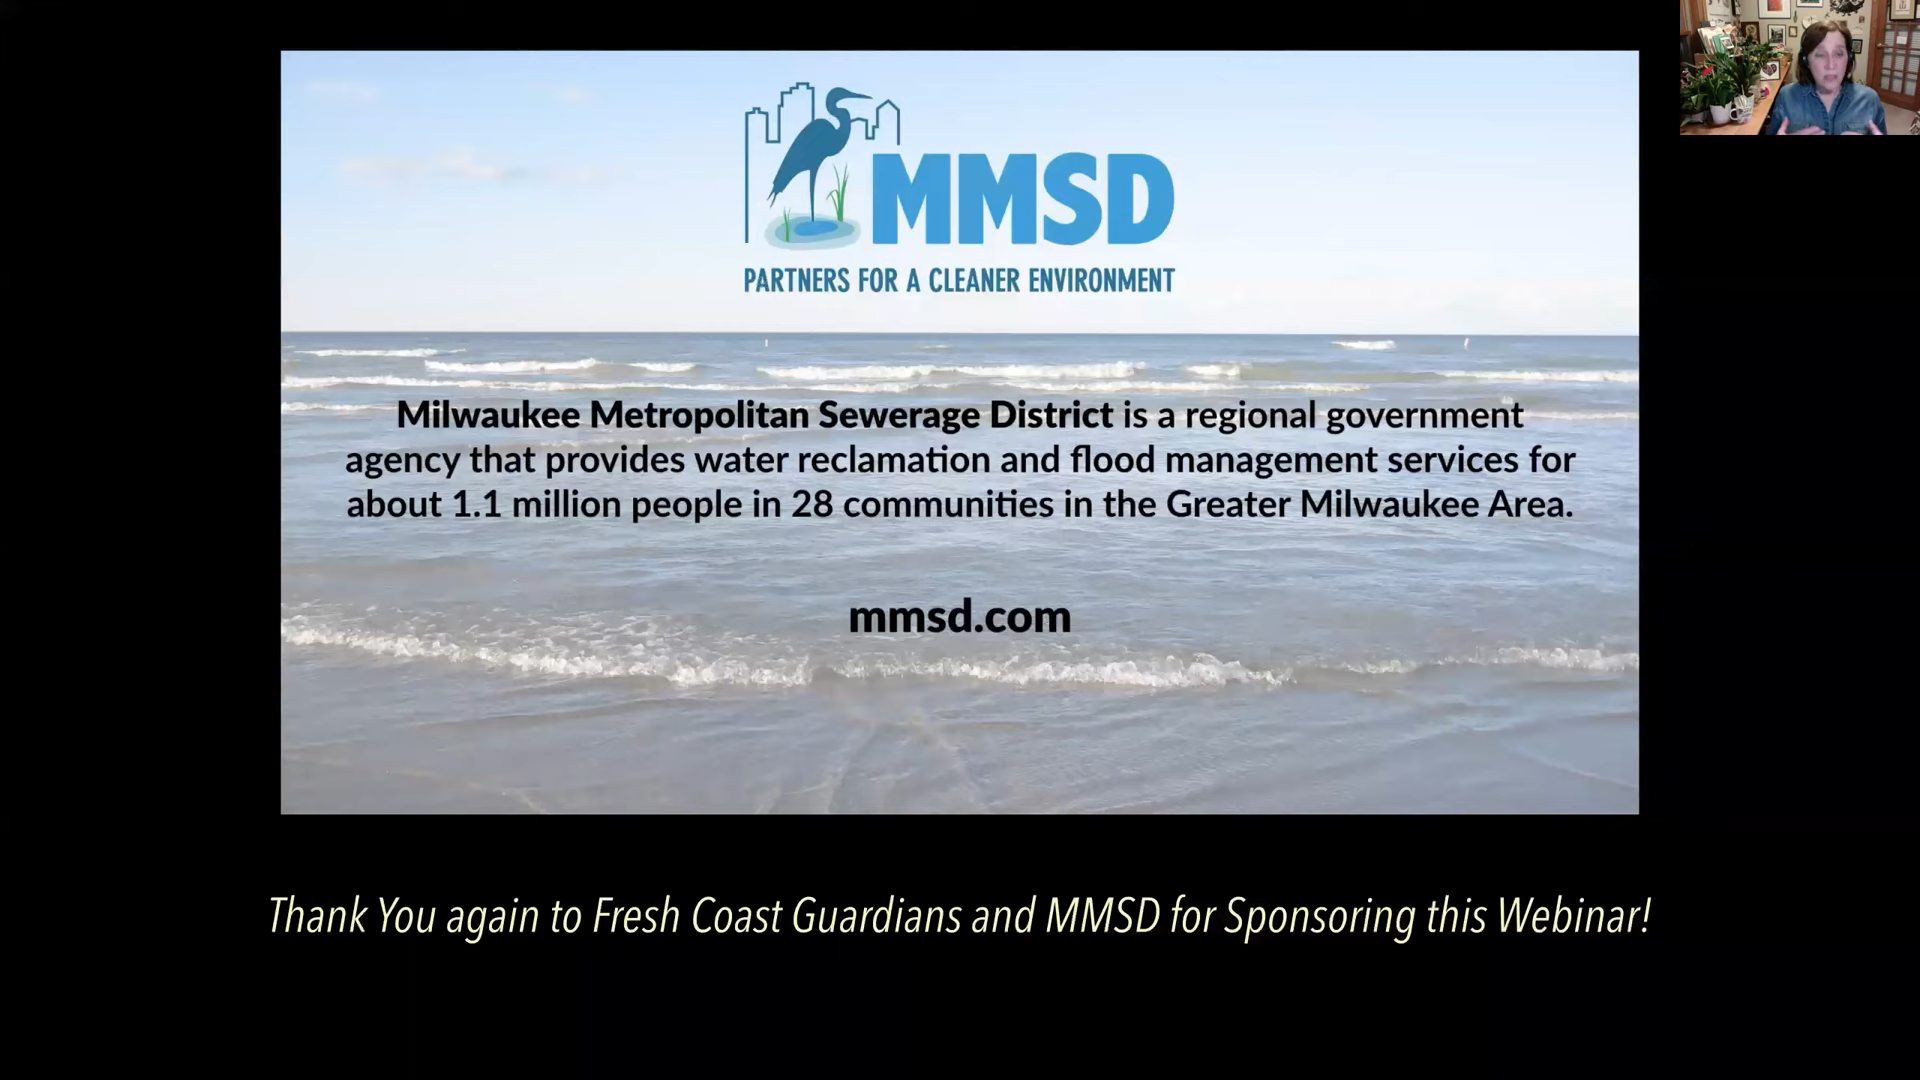 MMSD
PARTNERS FOR A CLEANER ENVIRONMENT
Milwaukee Metropolitan Sewerage District is a regional government
agency that provides water reclamation and flood management services for
about 1.1 million people in 28 communities in the Greater Milwaukee Area.
mmsd.com
Thank You again to Fresh Coast Guardians and MMSD for Sponsoring this Webinar!